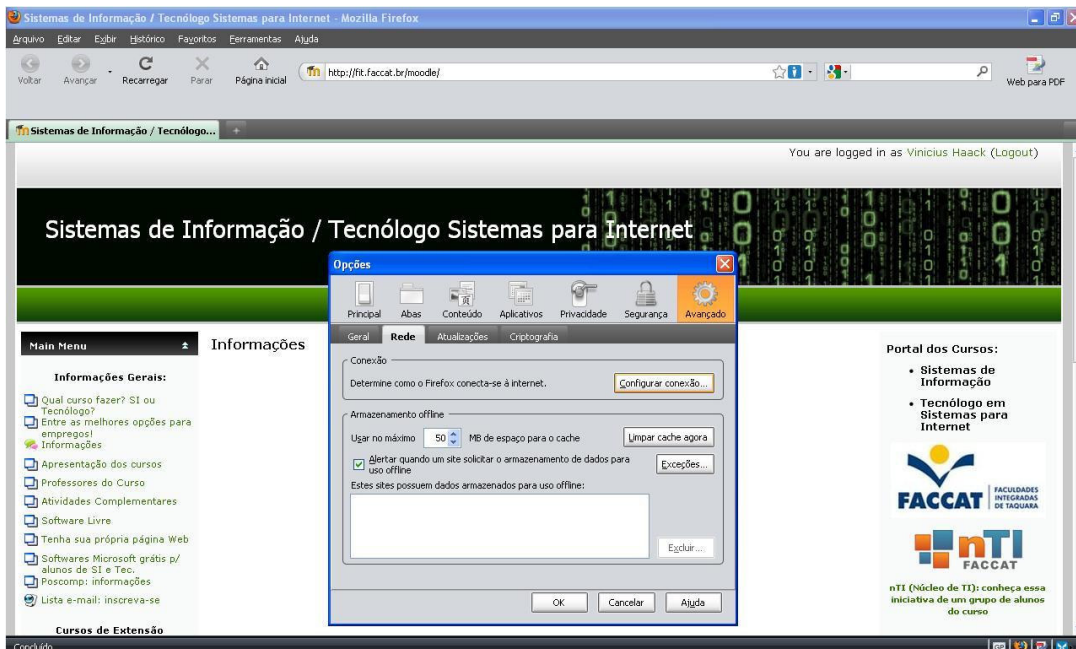 Sistemas de Informação / Tecnólogo Sistemas para Internet - Mozilla Firefox
Arquivo Editar Exibir Histórico Favoritos Ferramentas Ajuda
Voltar Avançar Recarregar Parar Página inicial http://fit.faccat.br/moodle/ Web para PDF
Sistemas de Informação / Tecnólogo...
You are logged in as Vinicius Haack (Logout)
Sistemas de Informação / Tecnólogo Sistemas para Internet
Main Menu
Informações Gerais:
Qual curso fazer? SI ou
Tecnólogo?
Entre as melhores opções para
empregos!
Informações
Apresentação dos cursos
Professores do Curso
Atividades Complementares
Software Livre
Tenha sua própria página Web
Softwares Microsoft grátis p/
alunos de SI e Tec.
Poscomp: informações
Lista e-mail: inscreva-se
Cursos de Extensão
Informações
Opções
Principal Abas Conteúdo Aplicativos Privacidade Segurança Avançado
Geral Rede Atualizações Criptografia
Conexão
Determine como o Firefox conecta-se à internet. Configurar conexão...
Armazenamento offline
Usar no máximo 50 MB de espaço para o cache Limpar cache agora
Alertar quando um site solicitar o armazenamento de dados para
uso offline
Exceções...
Estes sites possuem dados armazenados para uso offline:
Excluir...
OK Cancelar Ajuda
Portal dos Cursos:
Sistemas de
Informação
Tecnólogo em
Sistemas para
Internet
FACCAT FACULDADES
INTEGRADAS
DE TAQUARA
nTI
FACCAT
nTI (Núcleo de TI): conheça essa
iniciativa de um grupo de alunos
do curso
Concluído